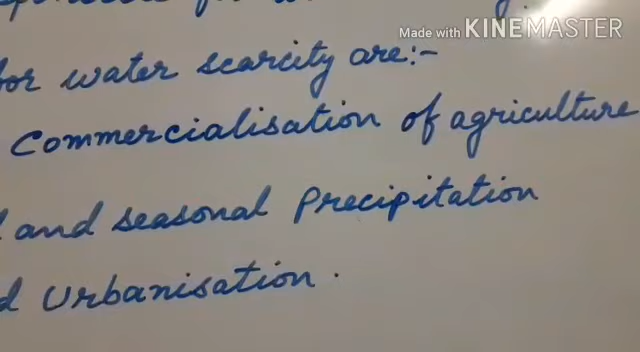 Made with KINEMASTER
for water scarcity are:-
Commercialisation of agriculture
and seasonal Precipitation
Urbanisation.